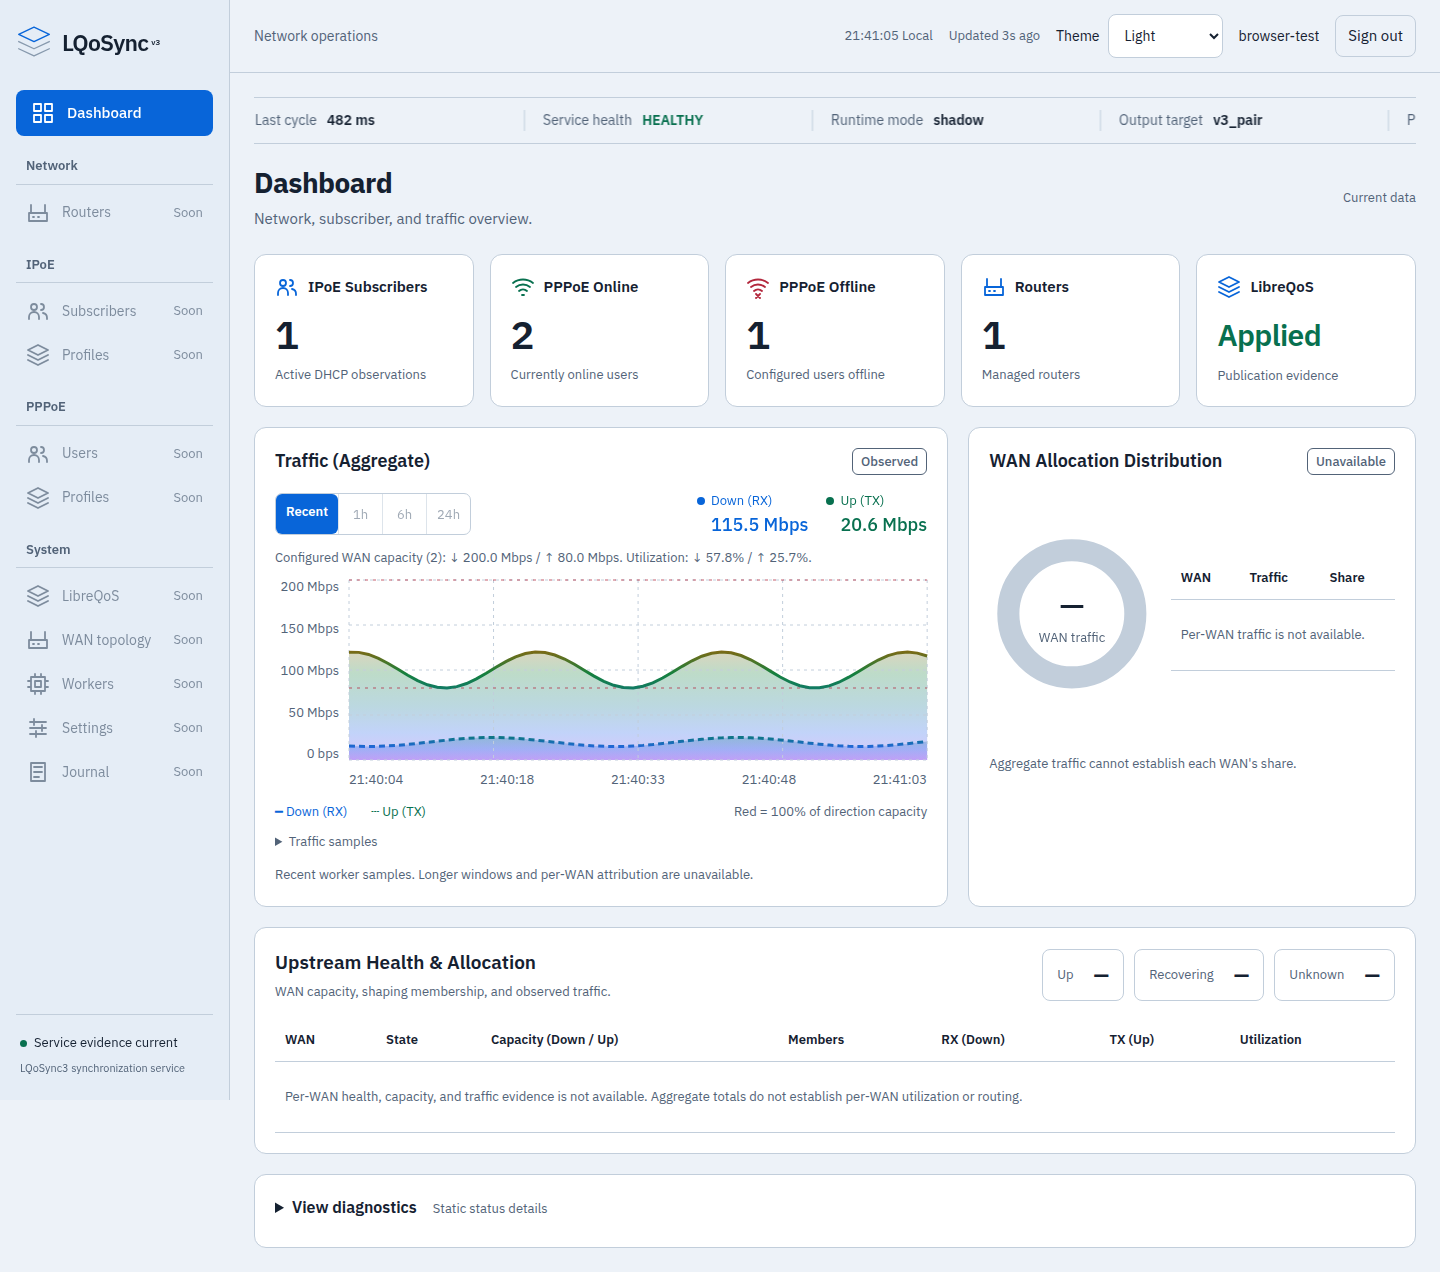 LQoSync v3
Dashboard
Network
Routers Soon
IPoE
Subscribers Soon
Profiles Soon
PPPoE
Users Soon
Profiles Soon
System
LibreQoS Soon
WAN topology Soon
Workers Soon
Settings Soon
Journal Soon
Service evidence current
LQoSync3 synchronization service
Network operations 21:41:05 Local Updated 3s ago Theme Light browser-test Sign out
Last cycle 482 ms Service health HEALTHY Runtime mode shadow Output target v3_pair P
Dashboard
Network, subscriber, and traffic overview.
Current data
IPoE Subscribers
1
Active DHCP observations
PPPoE Online
2
Currently online users
PPPoE Offline
1
Configured users offline
Routers
1
Managed routers
LibreQoS
Applied
Publication evidence
Traffic (Aggregate) Observed
Recent 1h 6h 24h
Down (RX) Up (TX)
115.5 Mbps 20.6 Mbps
Configured WAN capacity (2): ↓ 200.0 Mbps / ↑ 80.0 Mbps. Utilization: ↓ 57.8% / ↑ 25.7%.
200 Mbps
150 Mbps
100 Mbps
50 Mbps
0 bps
21:40:04 21:40:18 21:40:33 21:40:48 21:41:03
Down (RX) Up (TX) Red = 100% of direction capacity
Traffic samples
Recent worker samples. Longer windows and per-WAN attribution are unavailable.
WAN Allocation Distribution Unavailable
—
WAN traffic
WAN Traffic Share
Per-WAN traffic is not available.
Aggregate traffic cannot establish each WAN's share.
Upstream Health & Allocation
WAN capacity, shaping membership, and observed traffic.
Up — Recovering — Unknown —
WAN State Capacity (Down / Up) Members RX (Down) TX (Up) Utilization
Per-WAN health, capacity, and traffic evidence is not available. Aggregate totals do not establish per-WAN utilization or routing.
View diagnostics Static status details